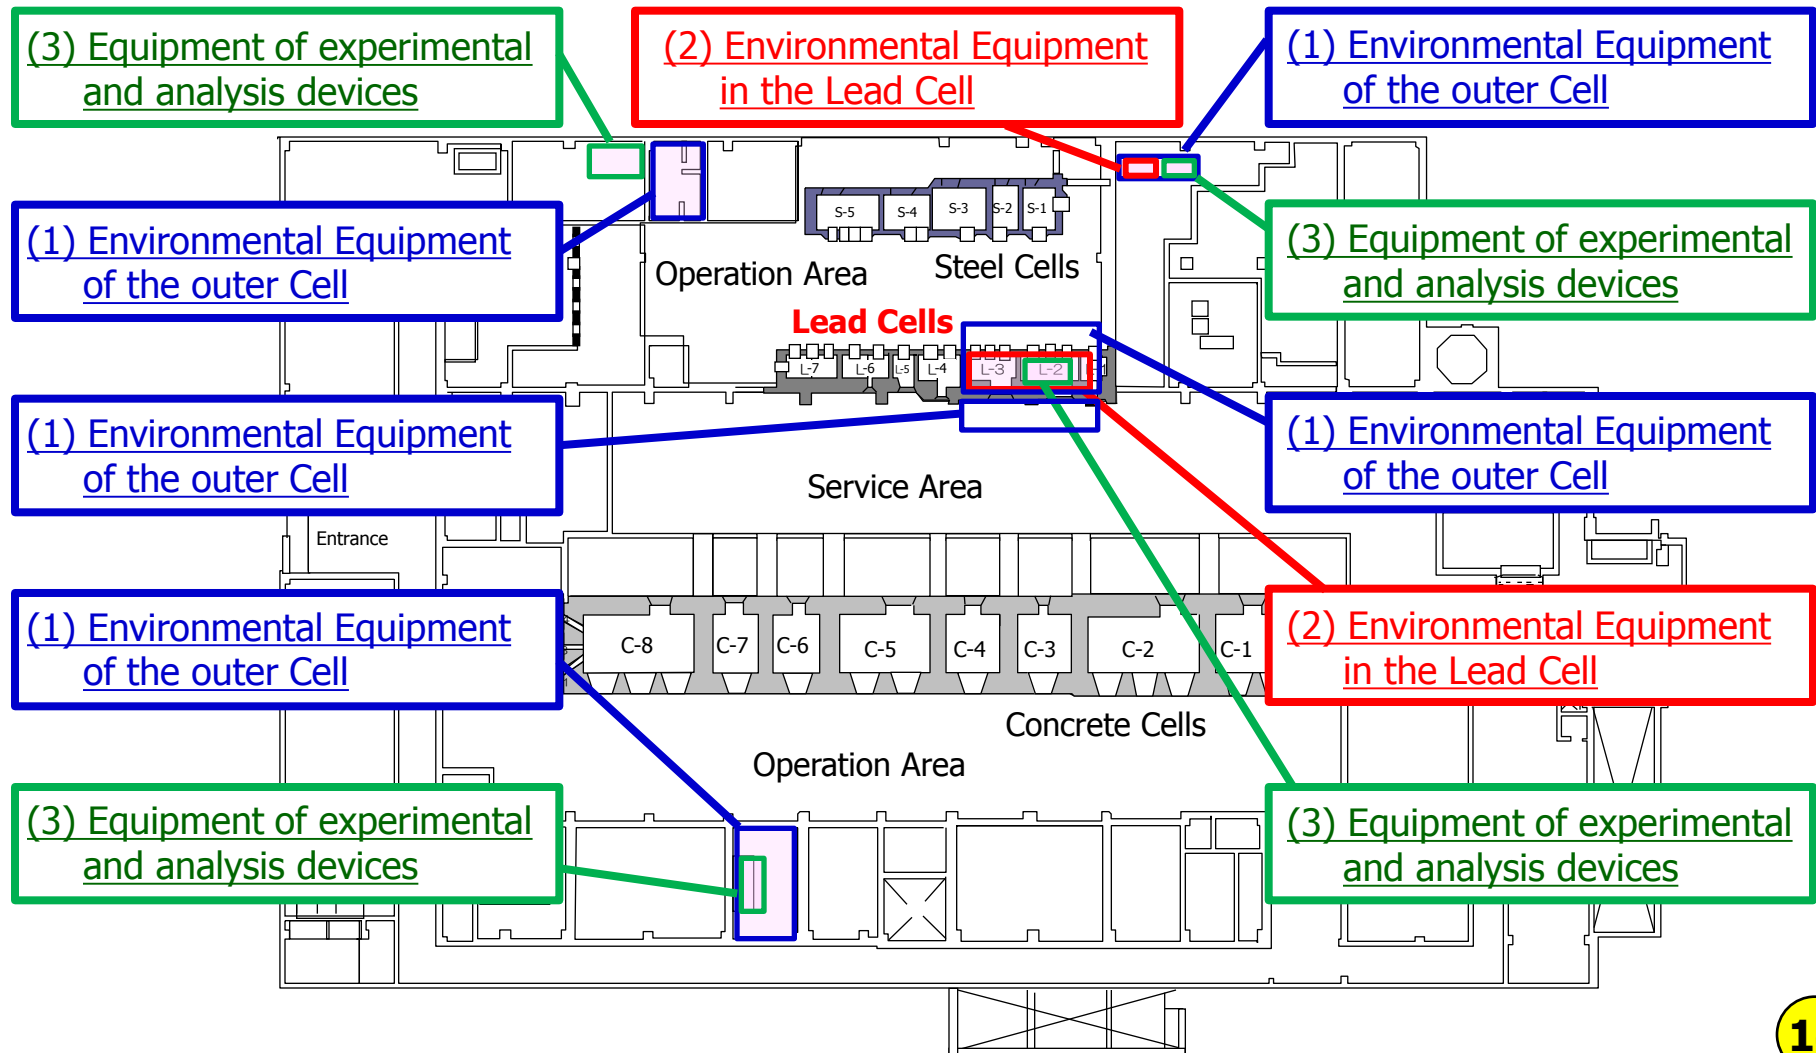 (3) Equipment of experimental
and analysis devices
(2) Environmental Equipment
in the Lead Cell
(1) Environmental Equipment
of the outer Cell
(1) Environmental Equipment
of the outer Cell
S-5
S-4
S-3
S-2
S-1
Operation Area
Steel Cells
(3) Equipment of experimental
and analysis devices
Lead Cells
L-7
L-6
L-5
L-4
L-3
L-2
(1) Environmental Equipment
of the outer Cell
(1) Environmental Equipment
of the outer Cell
Service Area
Entrance
(1) Environmental Equipment
of the outer Cell
C-8
C-7
C-6
C-5
C-4
C-3
C-2
C-1
(2) Environmental Equipment
in the Lead Cell
Concrete Cells
Operation Area
(3) Equipment of experimental
and analysis devices
(3) Equipment of experimental
and analysis devices
1